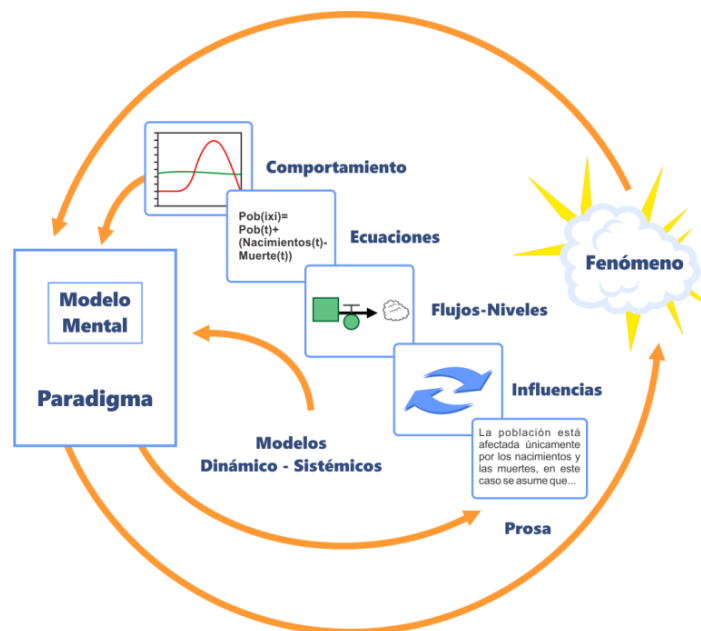 Comportamiento
Pob(ixi)=
Pob(t)+
(Nacimientos(t)-
Muerte(t))
Ecuaciones
Fenómeno
Modelo
Mental
Paradigma
Flujos-Niveles
Influencias
Modelos
Dinámico - Sistémicos
La población está
afectada únicamente
por los nacimientos y
las muertes, en este
caso se asume que...
Prosa